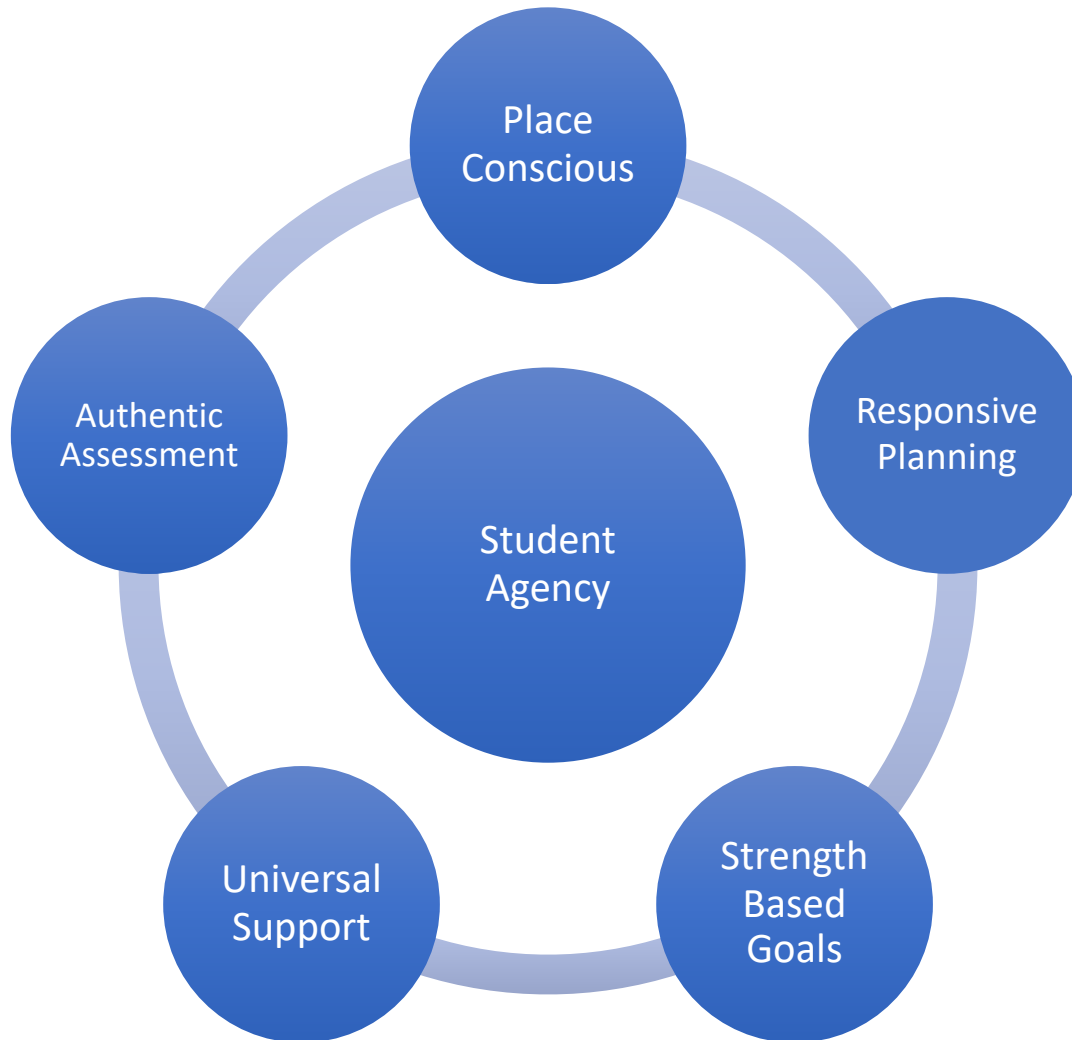 Place
Conscious
Responsive
Planning
Strength
Based
Goals
Universal
Support
Authentic
Assessment
Student
Agency